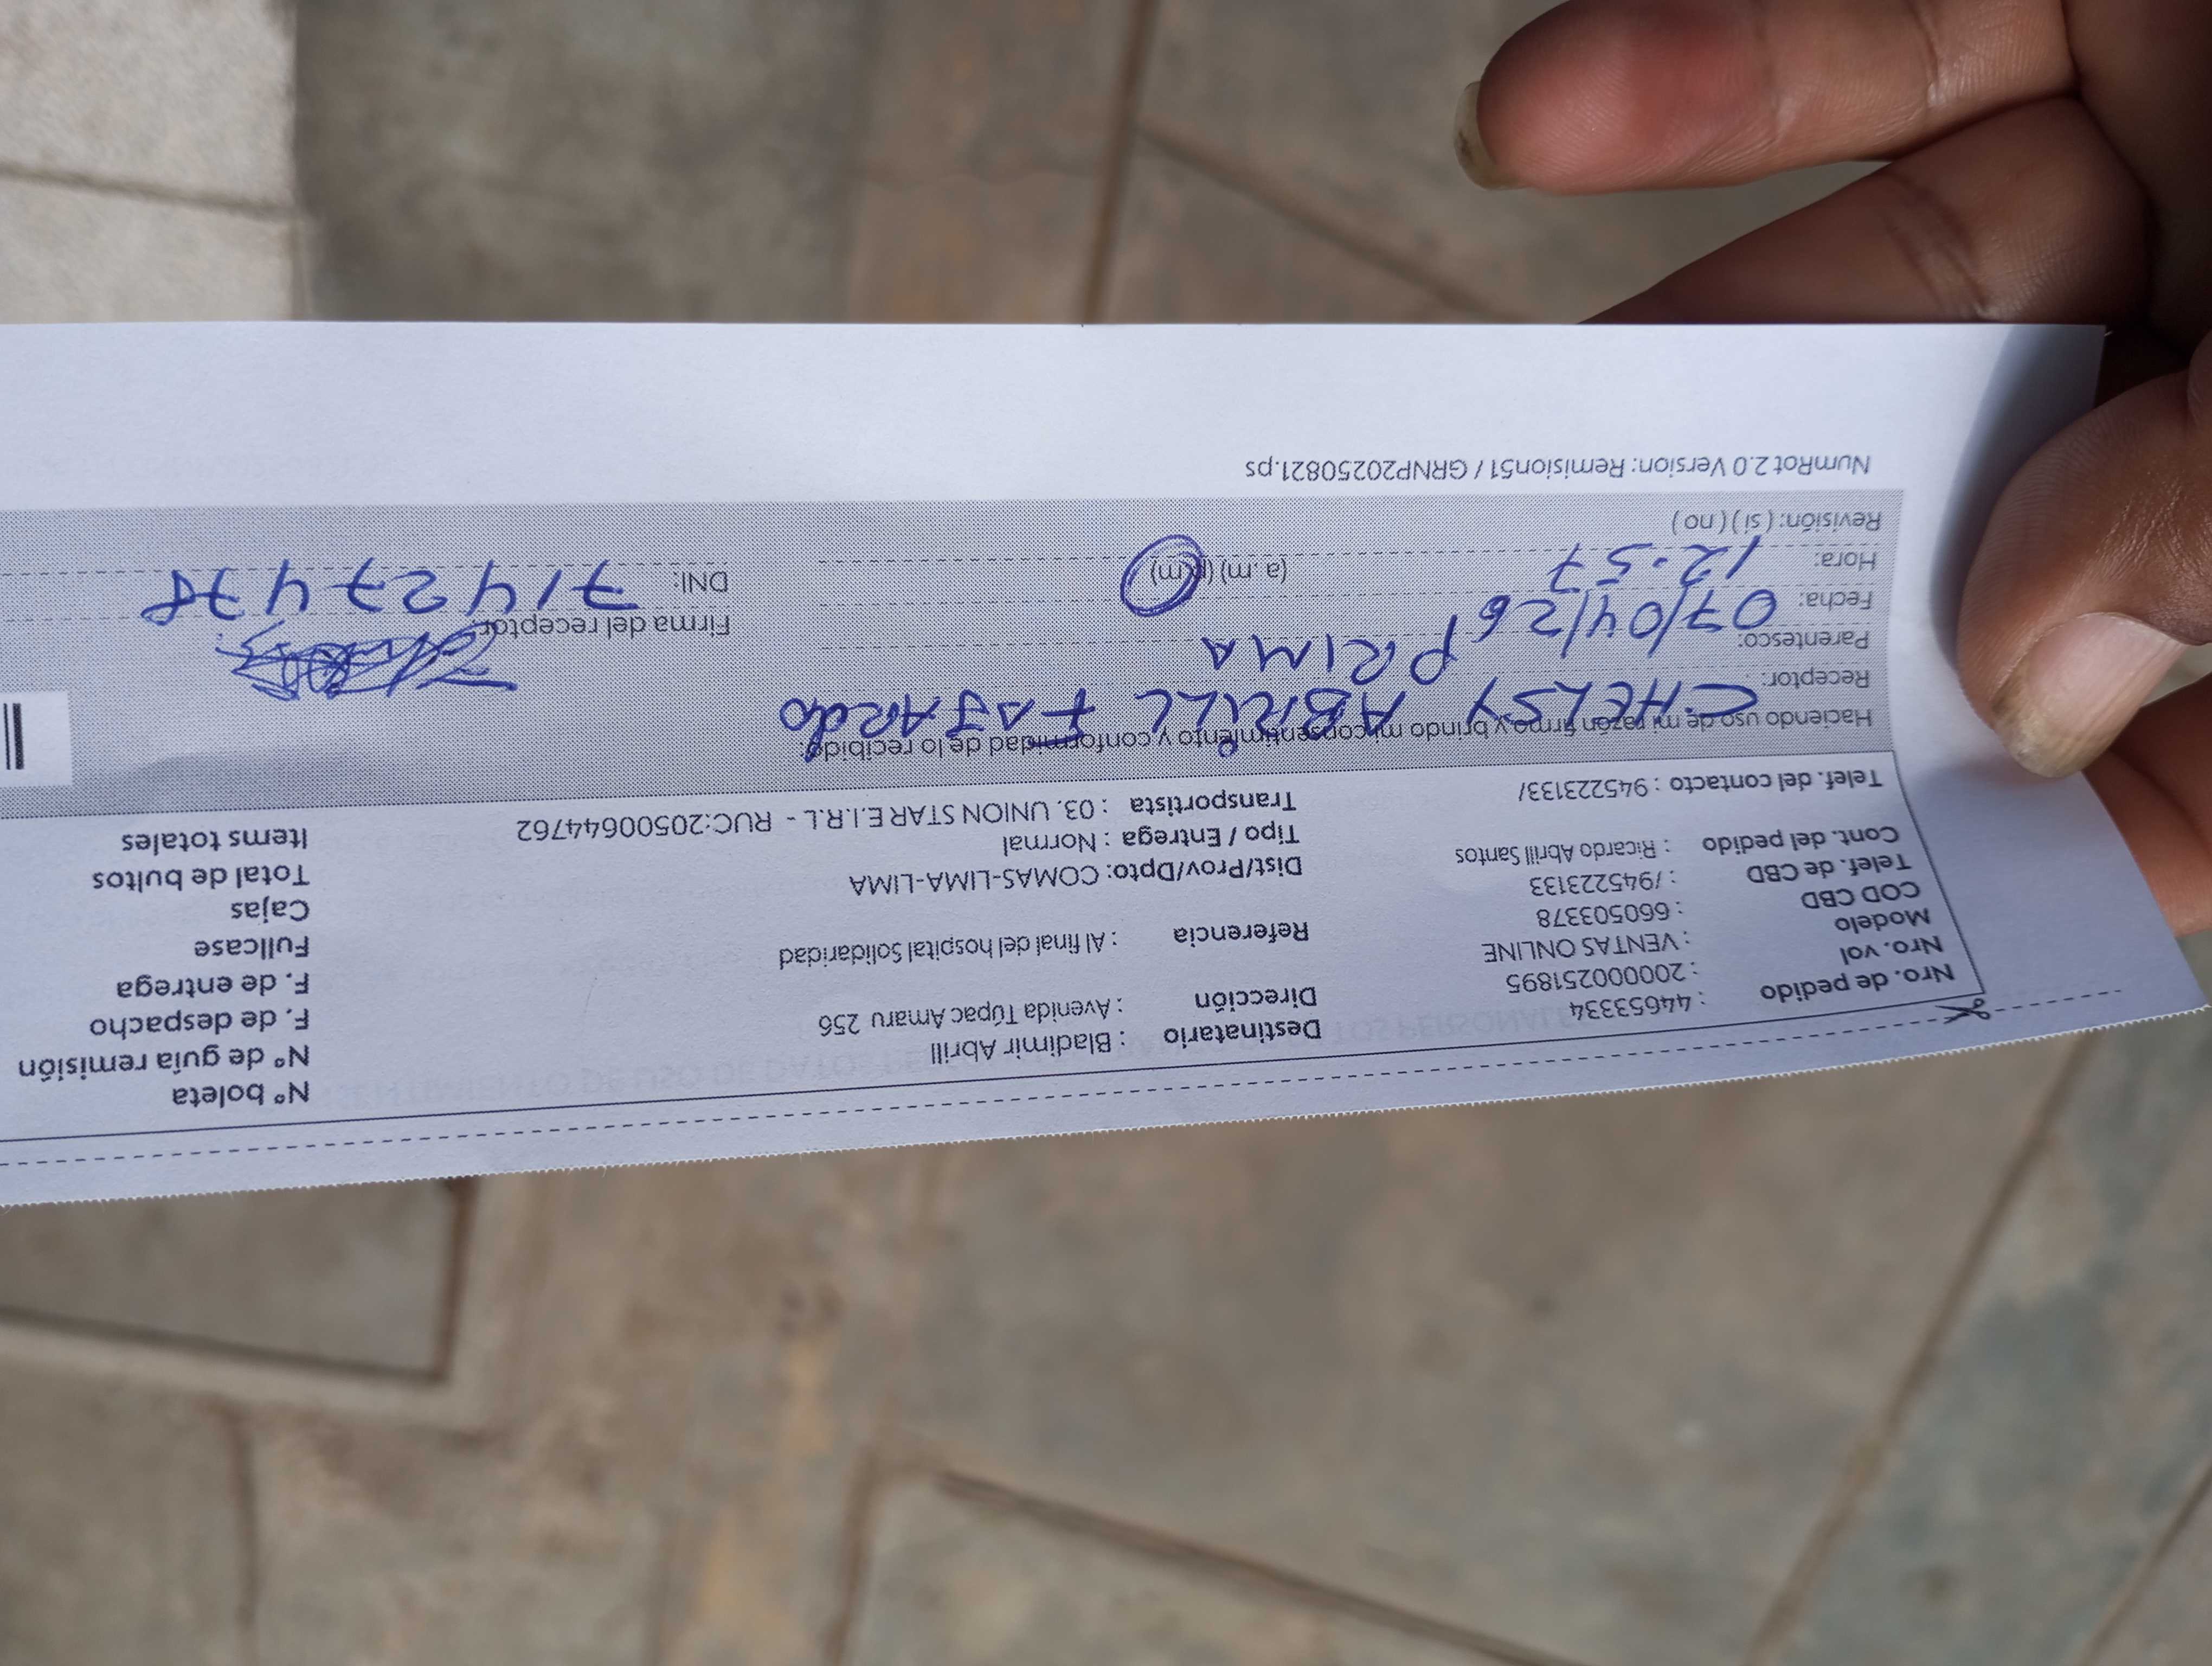 Nro. de pedido : 44653334
Nro. vol : 20000251895
Modelo : VENTAS ONLINE
COD CBD : 660503378
Telef. de CBD : /945223133
Cont. del pedido : Ricardo Abrill Santos
Telef. del contacto : 945223133/
Destinatario : Bladimir Abrill
Dirección : Avenida Túpac Amaru 256
Referencia : Al final del hospital Solidaridad
Dist/Prov/Dpto: COMAS-LIMA-LIMA
Tipo / Entrega : Normal
Transportista : 03. UNION STAR E.I.R.L - RUC:20500644762
N° boleta
N° de guía remisión
F. de despacho
F. de entrega
Fullcase
Cajas
Total de bultos
Items totales
Haciendo uso de mi razón firmo y brindo mi consentimiento y conformidad de lo recibido:
Receptor: CHELSY ABRILL FAJARDO
Parentesco: PRIMA
Fecha: 07/04/26
Hora: 12.57 (a. m) (p. m)
Revisión: ( si ) ( no )
Firma del receptor:
DNI: 71427478
NumRot 2.0 Version: Remision51 / GRNP20250821.ps